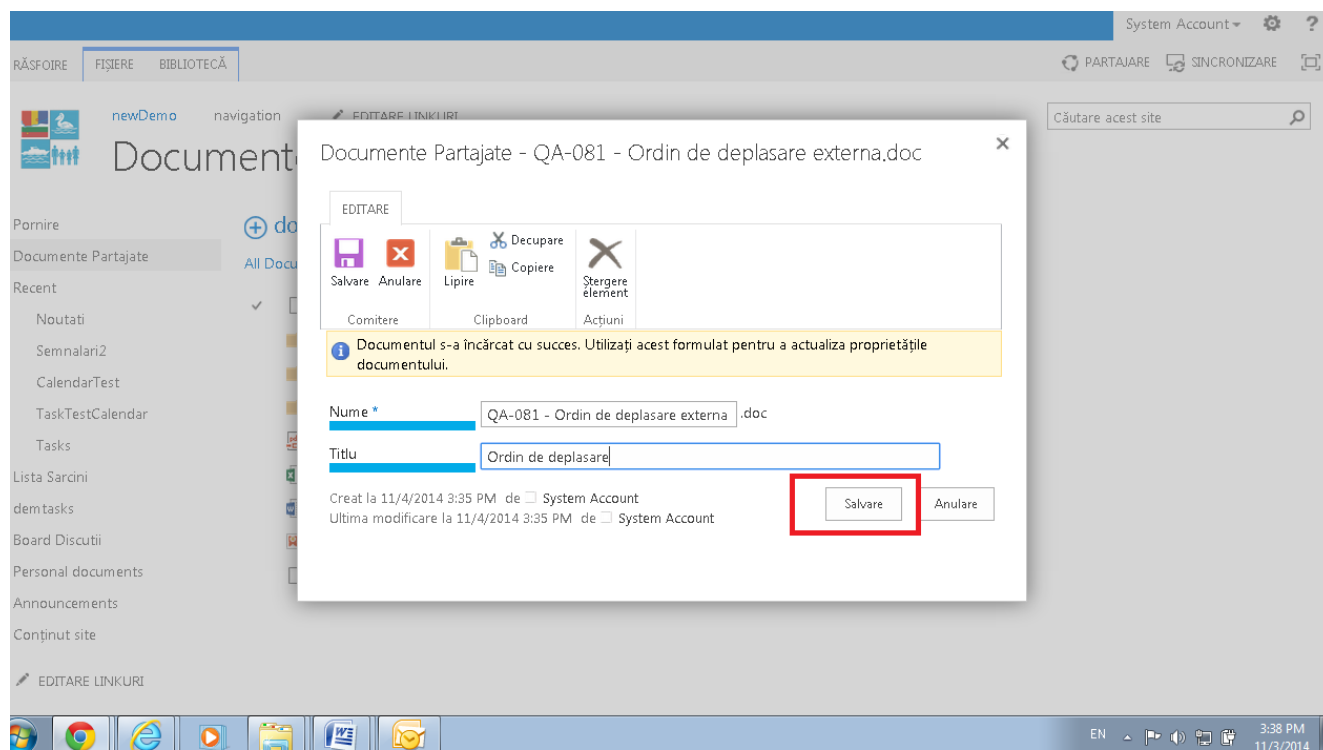 System Account
?
RĂSFOIRE FIȘIERE BIBLIOTECĂ PARTAJARE SINCRONIZARE
newDemo navigation EDITARE LINKURI
Căutare acest site
Document
Documente Partajate - QA-081 - Ordin de deplasare externa.doc
EDITARE
Salvare Anulare Lipire Decupare Copiere Ștergere element
Comitere Clipboard Acțiuni
Documentul s-a încărcat cu succes. Utilizați acest formulat pentru a actualiza proprietățile
documentului.
Nume * QA-081 - Ordin de deplasare externa .doc
Titlu Ordin de deplasare
Creat la 11/4/2014 3:35 PM de System Account
Ultima modificare la 11/4/2014 3:35 PM de System Account
Salvare Anulare
Pornire
Documente Partajate
Recent
Noutati
Semnalari2
CalendarTest
TaskTestCalendar
Tasks
Lista Sarcini
demtasks
Board Discutii
Personal documents
Announcements
Conținut site
EDITARE LINKURI
do
All Docu
EN
3:38 PM
11/3/2014